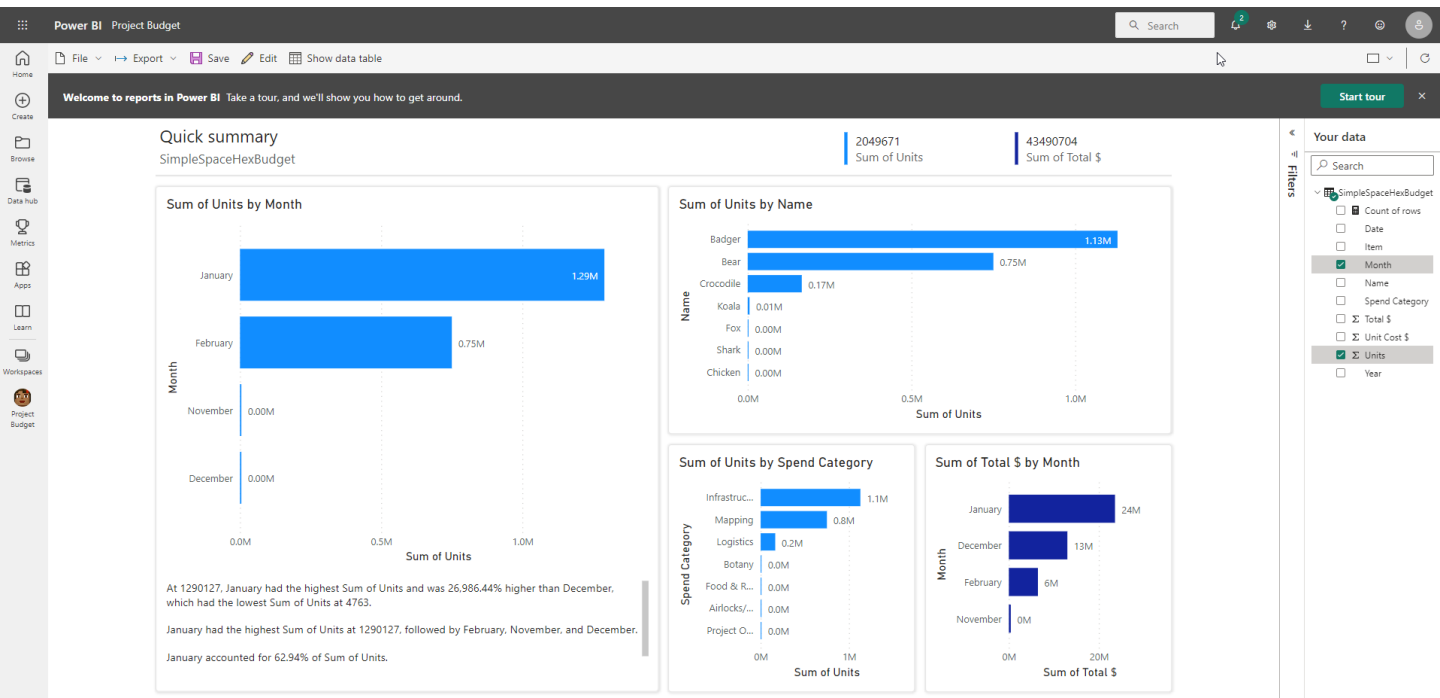 Power BI Project Budget
Search
2
Home
Create
Browse
Data hub
Metrics
Apps
Learn
Workspaces
Project
Budget
File
Export
Save
Edit
Show data table
Welcome to reports in Power BI Take a tour, and we'll show you how to get around.
Start tour
Quick summary
SimpleSpaceHexBudget
2049671
Sum of Units
43490704
Sum of Total $
Sum of Units by Month
Month
January
1.29M
February
0.75M
November
0.00M
December
0.00M
0.0M 0.5M 1.0M
Sum of Units
At 1290127, January had the highest Sum of Units and was 26,986.44% higher than December,
which had the lowest Sum of Units at 4763.
January had the highest Sum of Units at 1290127, followed by February, November, and December.
January accounted for 62.94% of Sum of Units.
Sum of Units by Name
Name
Badger 1.13M
Bear 0.75M
Crocodile 0.17M
Koala 0.01M
Fox 0.00M
Shark 0.00M
Chicken 0.00M
0.0M 0.5M 1.0M
Sum of Units
Sum of Units by Spend Category
Spend Category
Infrastruc... 1.1M
Mapping 0.8M
Logistics 0.2M
Botany 0.0M
Food & R... 0.0M
Airlocks/... 0.0M
Project O... 0.0M
0M 1M
Sum of Units
Sum of Total $ by Month
Month
January 24M
December 13M
February 6M
November 0M
0M 20M
Sum of Total $
Filters
Your data
Search
SimpleSpaceHexBudget
Count of rows
Date
Item
Month
Name
Spend Category
Σ Total $
Σ Unit Cost $
Σ Units
Year